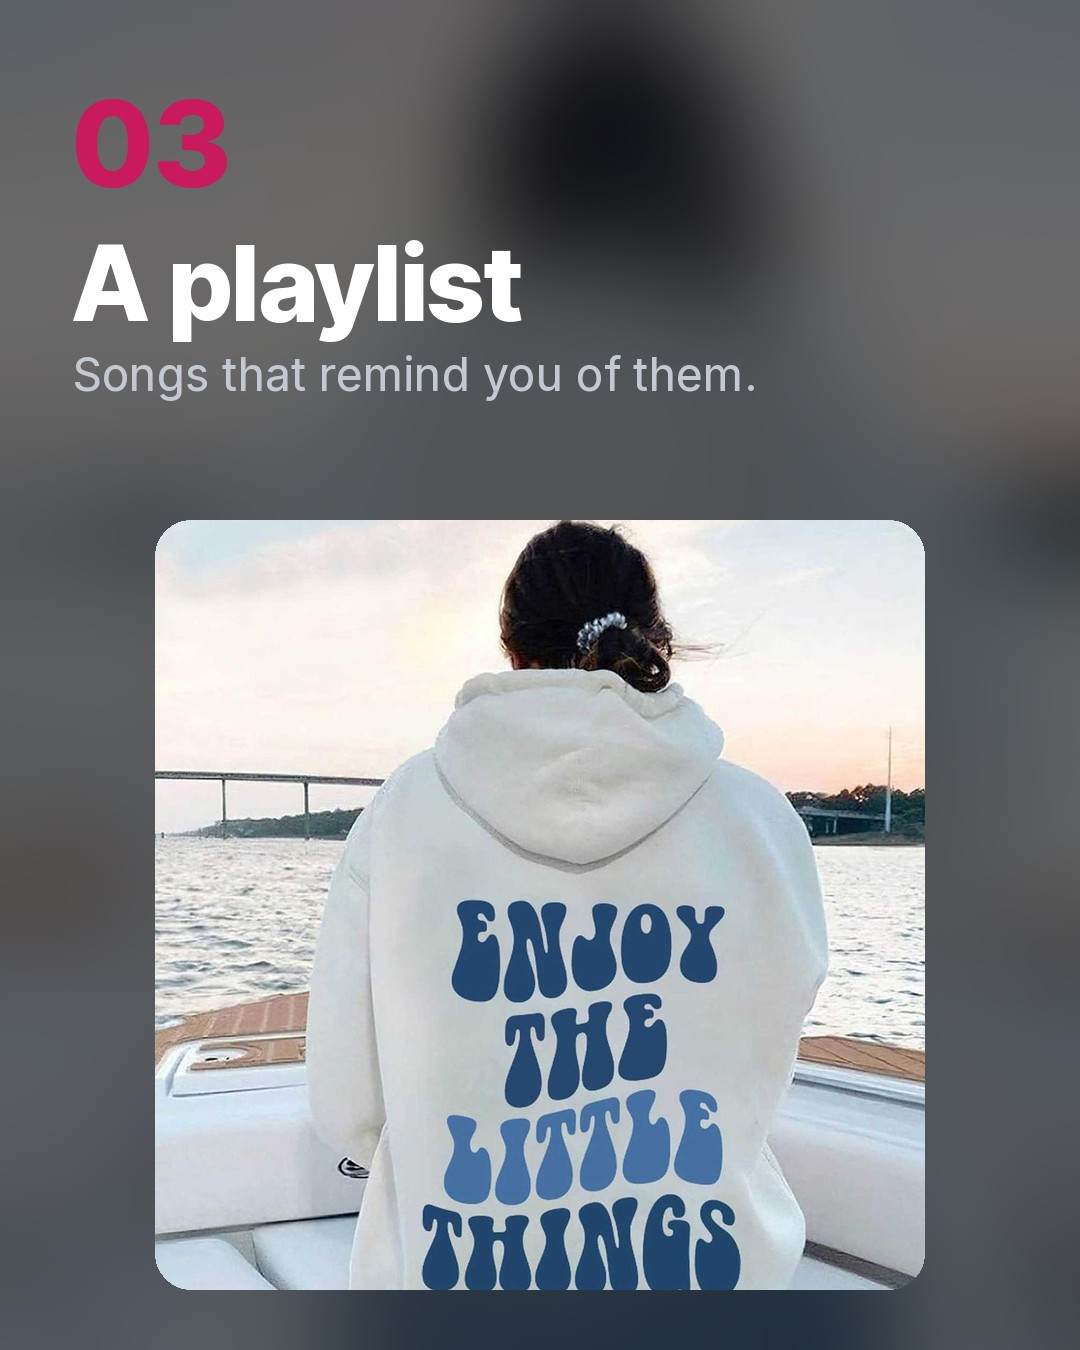 03
A playlist
Songs that remind you of them.
ENJOY
THE
LITTLE
THINGS